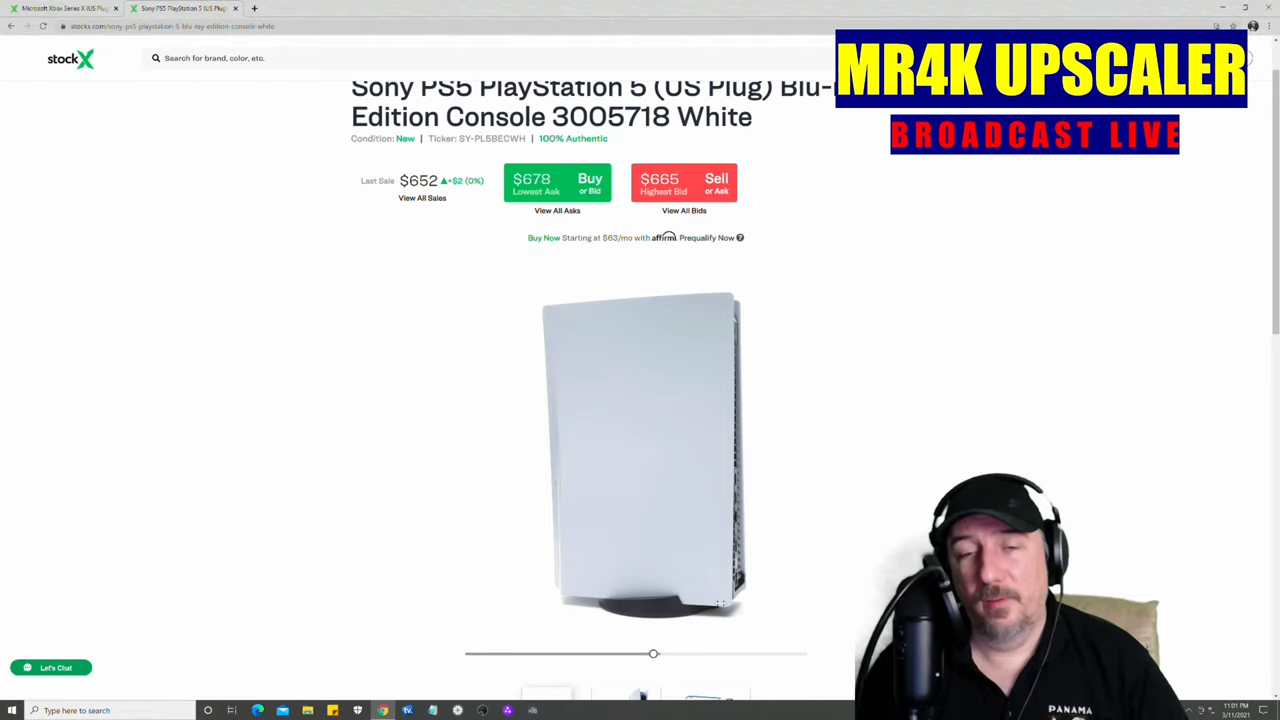 Microsoft Xbox Series X (US Plug
Sony PS5 PlayStation 5 (US Plug)
stockx.com/sony-ps5-playstation-5-blu-ray-edition-console-white
stockX
Search for brand, color, etc.
MR4K UPSCALER
BROADCAST LIVE
Sony PS5 PlayStation 5 (US Plug) Blu-
Edition Console 3005718 White
Condition: New | Ticker: SY-PL5BECWH | 100% Authentic
Last Sale $652 ▲+$2 (0%)
View All Sales
$678 Buy
Lowest Ask or Bid
View All Asks
$665 Sell
Highest Bid or Ask
View All Bids
Buy Now Starting at $63/mo with affirm. Prequalify Now
Let's Chat
PANAMA
Type here to search
11:01 PM
3/11/2021